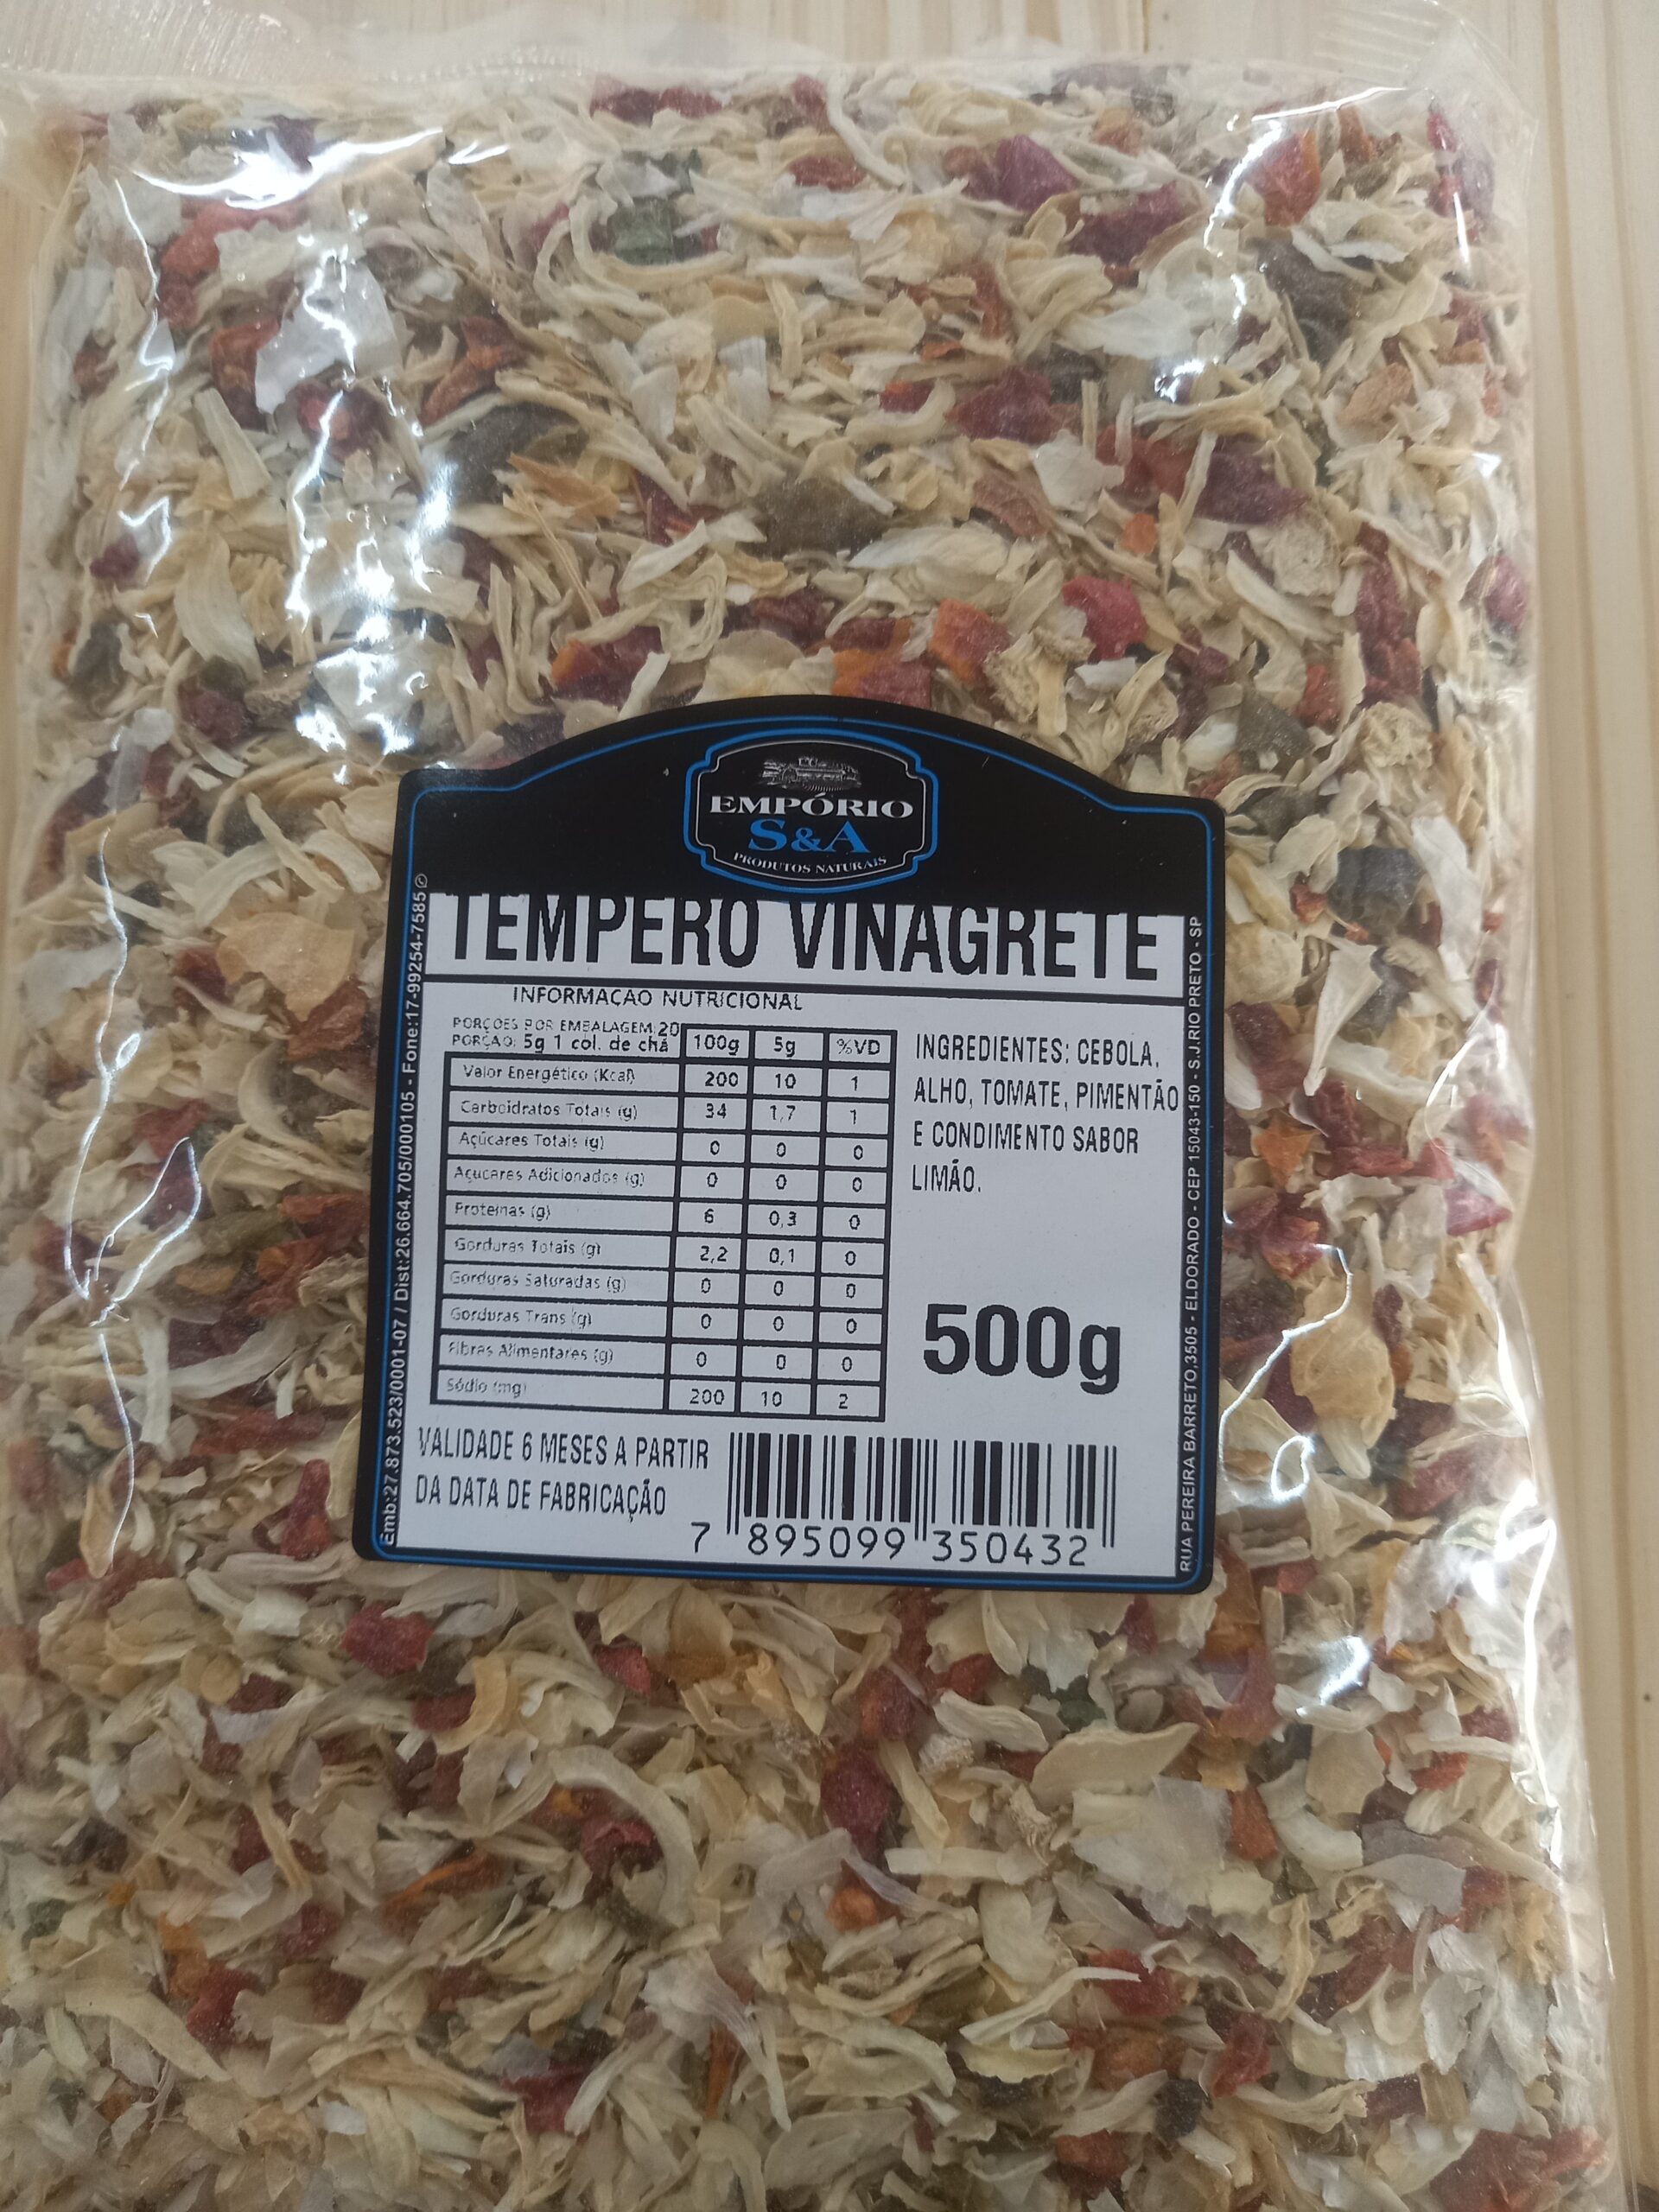 EMPÓRIO
S&A
PRODUTOS NATURAIS
TEMPERO VINAGRETE
INFORMAÇAO NUTRICIONAL
PORÇOES POR EMBALAGEM: 20
PORÇAO: 5g 1 col. de chá 100g 5g %VD
Valor Energético (Kcal) 200 10 1
Carboidratos Totais (g) 34 1,7 1
Açúcares Totais (g) 0 0 0
Açucares Adicionados (g) 0 0 0
Proteinas (g) 6 0,3 0
Gorduras Totais (g) 2,2 0,1 0
Gorduras Saturadas (g) 0 0 0
Gorduras Trans (g) 0 0 0
Fibras Alimentares (g) 0 0 0
Sódio (mg) 200 10 2
INGREDIENTES: CEBOLA,
ALHO, TOMATE, PIMENTÃO
E CONDIMENTO SABOR
LIMÃO.
500g
VALIDADE 6 MESES A PARTIR
DA DATA DE FABRICAÇÃO
7 895099 350432
Emb:27.873.523/0001-07 / Dist:26.664.705/000105 - Fone:17-99254-7585
RUA PEREIRA BARRETO,3505 - ELDORADO - CEP 15043-150 - S.J.RIO PRETO - SP